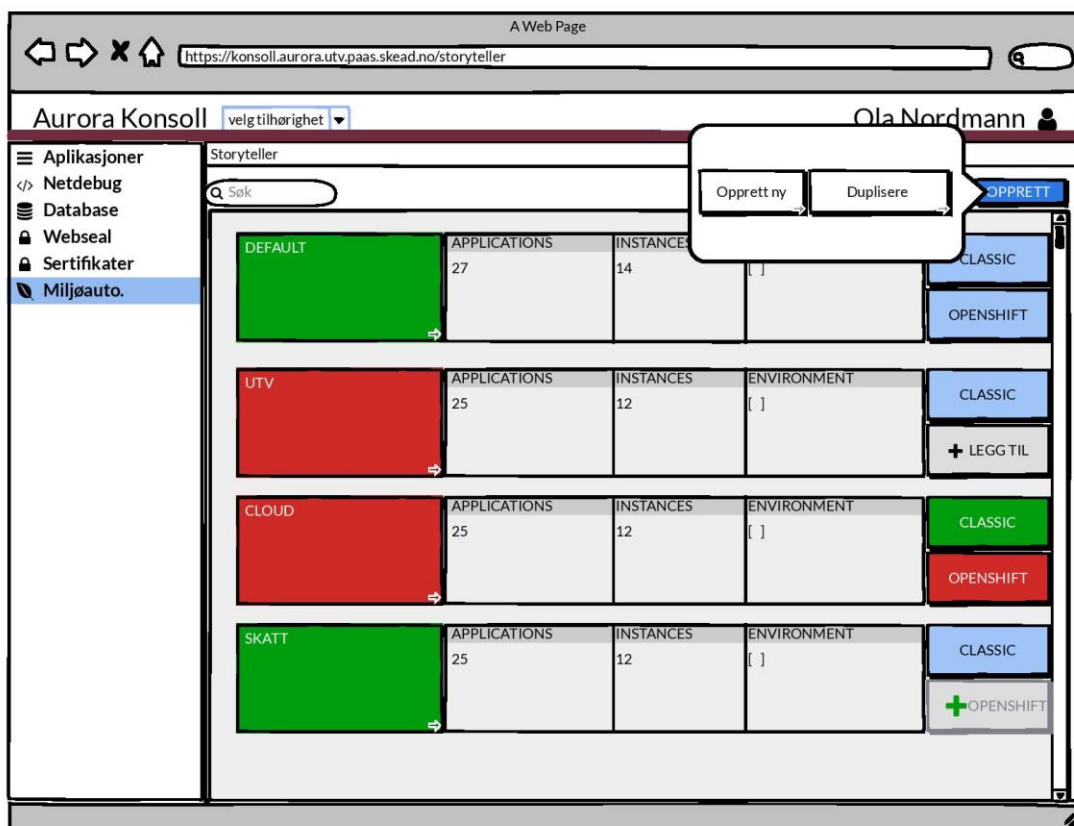 A Web Page
https://konsoll.aurora.utv.paas.skead.no/storyteller
Aurora Konsoll velg tilhørighet Ola Nordmann
Aplikasjoner
Netdebug
Database
Webseal
Sertifikater
Miljøauto.
Storyteller
Søk
Opprett ny Duplisere
OPPRETT
DEFAULT APPLICATIONS INSTANCES
27 14 [ ]
CLASSIC
OPENSHIFT
UTV APPLICATIONS INSTANCES ENVIRONMENT
25 12 [ ]
CLASSIC
LEGG TIL
CLOUD APPLICATIONS INSTANCES ENVIRONMENT
25 12 [ ]
CLASSIC
OPENSHIFT
SKATT APPLICATIONS INSTANCES ENVIRONMENT
25 12 [ ]
CLASSIC
OPENSHIFT